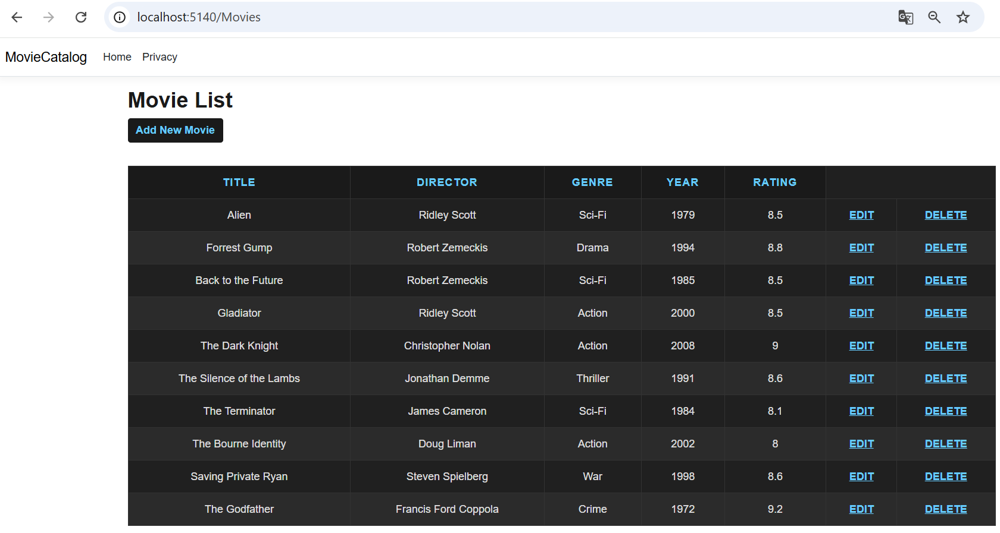 localhost:5140/Movies
MovieCatalog Home Privacy
Movie List
Add New Movie
TITLE DIRECTOR GENRE YEAR RATING
Alien Ridley Scott Sci-Fi 1979 8.5 EDIT DELETE
Forrest Gump Robert Zemeckis Drama 1994 8.8 EDIT DELETE
Back to the Future Robert Zemeckis Sci-Fi 1985 8.5 EDIT DELETE
Gladiator Ridley Scott Action 2000 8.5 EDIT DELETE
The Dark Knight Christopher Nolan Action 2008 9 EDIT DELETE
The Silence of the Lambs Jonathan Demme Thriller 1991 8.6 EDIT DELETE
The Terminator James Cameron Sci-Fi 1984 8.1 EDIT DELETE
The Bourne Identity Doug Liman Action 2002 8 EDIT DELETE
Saving Private Ryan Steven Spielberg War 1998 8.6 EDIT DELETE
The Godfather Francis Ford Coppola Crime 1972 9.2 EDIT DELETE